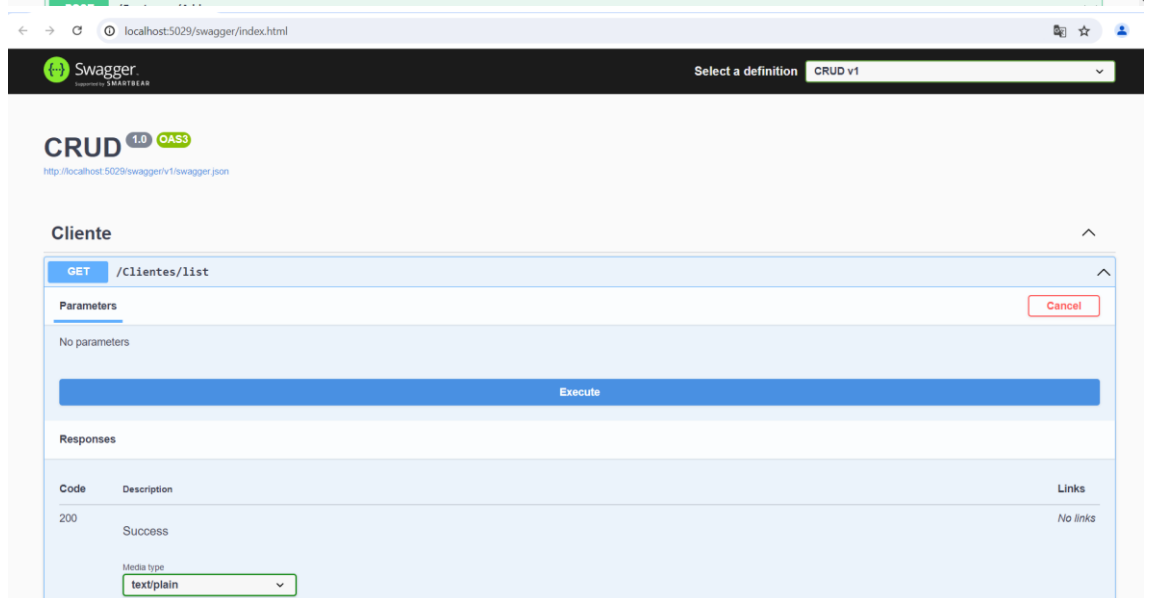 localhost:5029/swagger/index.html
Swagger.
Supported by SMARTBEAR
Select a definition
CRUD v1
CRUD 1.0 OAS3
http://localhost:5029/swagger/v1/swagger.json
Cliente
GET /Clientes/list
Parameters
Cancel
No parameters
Execute
Responses
Code Description Links
200 Success No links
Media type
text/plain